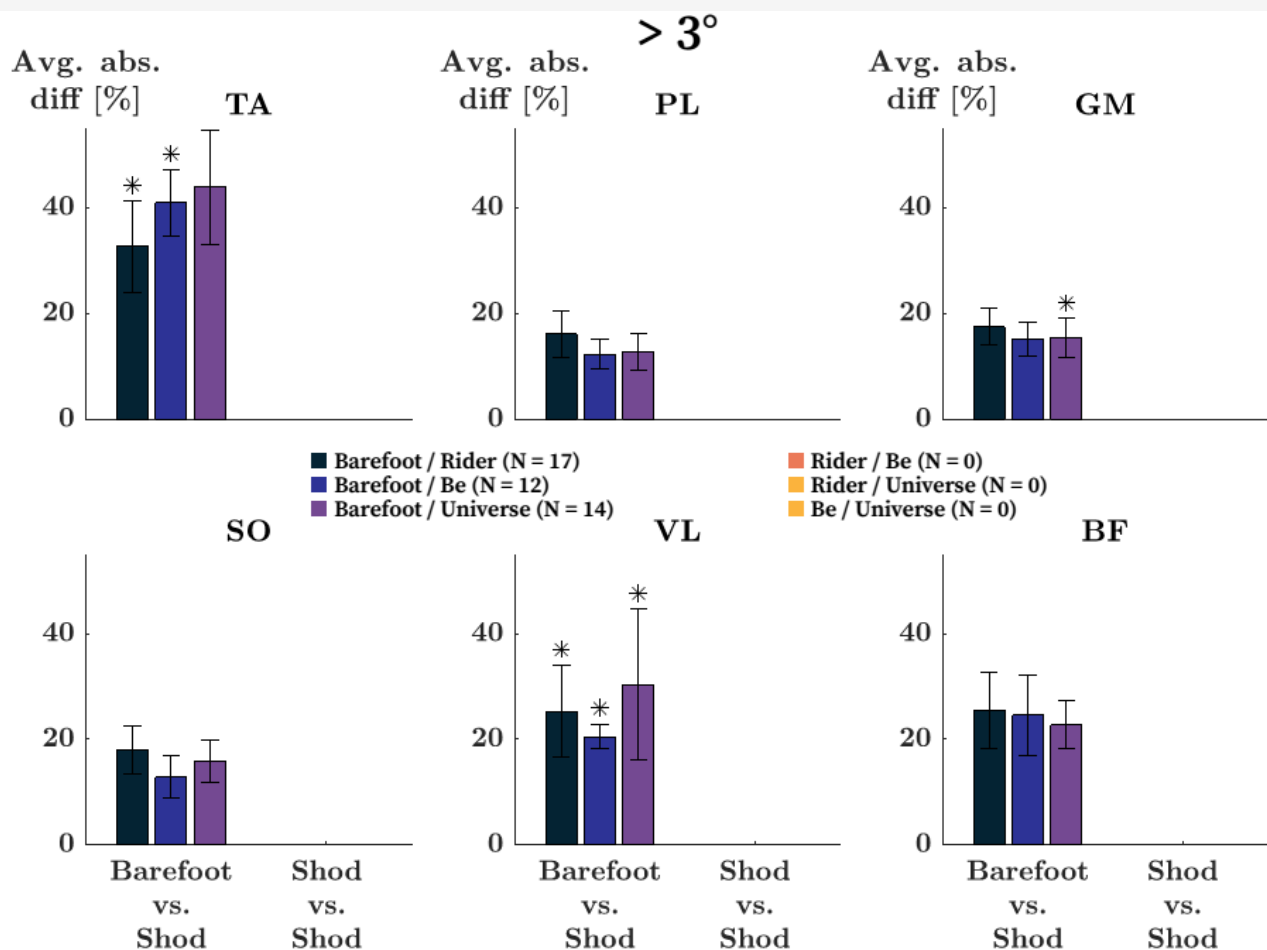 > 3°
Avg. abs.
diff [%]
TA
Avg. abs.
diff [%]
PL
Avg. abs.
diff [%]
GM
40
20
0
*
*
40
20
0
40
20
0
*
Barefoot / Rider (N = 17)
Barefoot / Be (N = 12)
Barefoot / Universe (N = 14)
Rider / Be (N = 0)
Rider / Universe (N = 0)
Be / Universe (N = 0)
SO
VL
BF
40
20
0
40
20
0
*
*
*
40
20
0
Barefoot
vs.
Shod
Shod
vs.
Shod
Barefoot
vs.
Shod
Shod
vs.
Shod
Barefoot
vs.
Shod
Shod
vs.
Shod